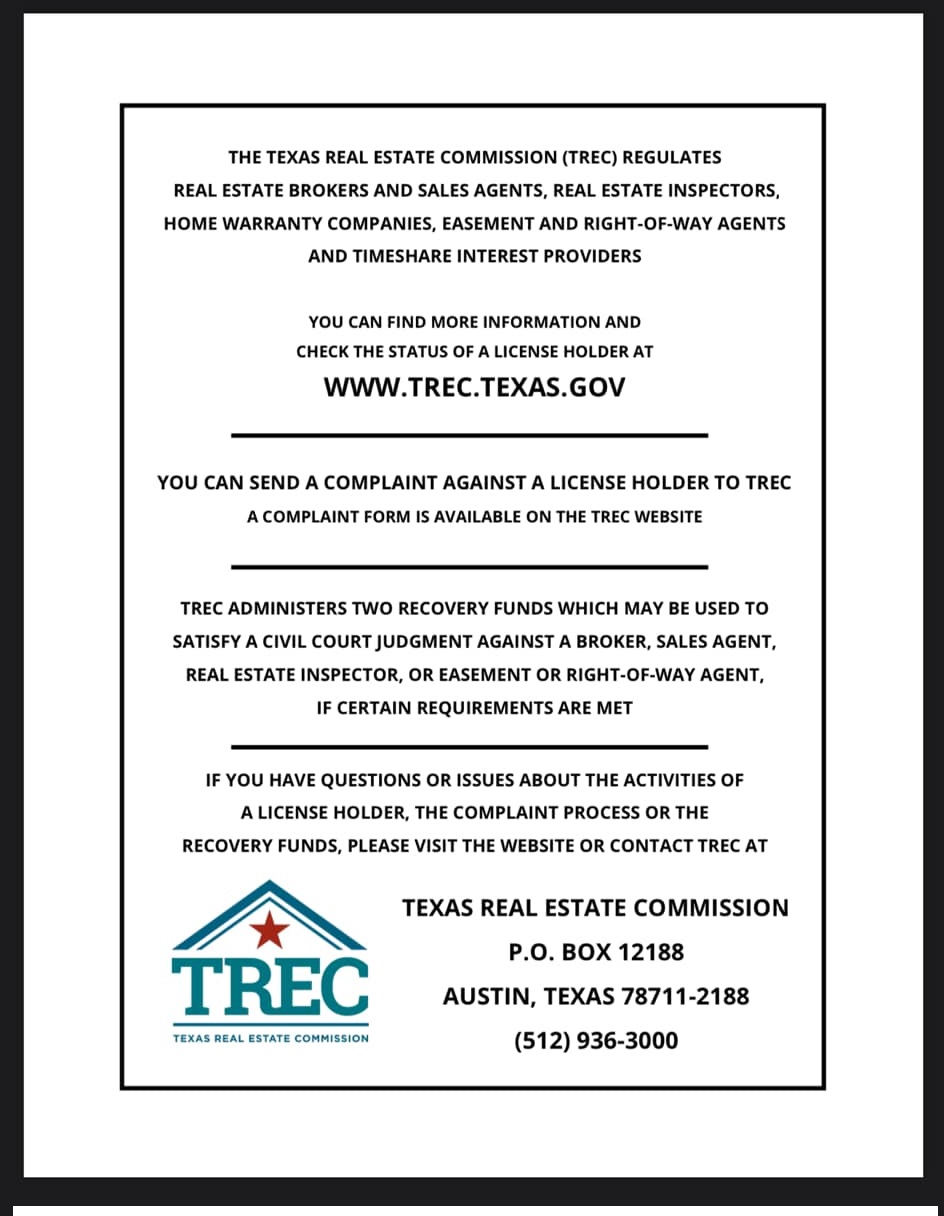 THE TEXAS REAL ESTATE COMMISSION (TREC) REGULATES
REAL ESTATE BROKERS AND SALES AGENTS, REAL ESTATE INSPECTORS,
HOME WARRANTY COMPANIES, EASEMENT AND RIGHT-OF-WAY AGENTS
AND TIMESHARE INTEREST PROVIDERS
YOU CAN FIND MORE INFORMATION AND
CHECK THE STATUS OF A LICENSE HOLDER AT
WWW.TREC.TEXAS.GOV
YOU CAN SEND A COMPLAINT AGAINST A LICENSE HOLDER TO TREC
A COMPLAINT FORM IS AVAILABLE ON THE TREC WEBSITE
TREC ADMINISTERS TWO RECOVERY FUNDS WHICH MAY BE USED TO
SATISFY A CIVIL COURT JUDGMENT AGAINST A BROKER, SALES AGENT,
REAL ESTATE INSPECTOR, OR EASEMENT OR RIGHT-OF-WAY AGENT,
IF CERTAIN REQUIREMENTS ARE MET
IF YOU HAVE QUESTIONS OR ISSUES ABOUT THE ACTIVITIES OF
A LICENSE HOLDER, THE COMPLAINT PROCESS OR THE
RECOVERY FUNDS, PLEASE VISIT THE WEBSITE OR CONTACT TREC AT
TREC
TEXAS REAL ESTATE COMMISSION
TEXAS REAL ESTATE COMMISSION
P.O. BOX 12188
AUSTIN, TEXAS 78711-2188
(512) 936-3000